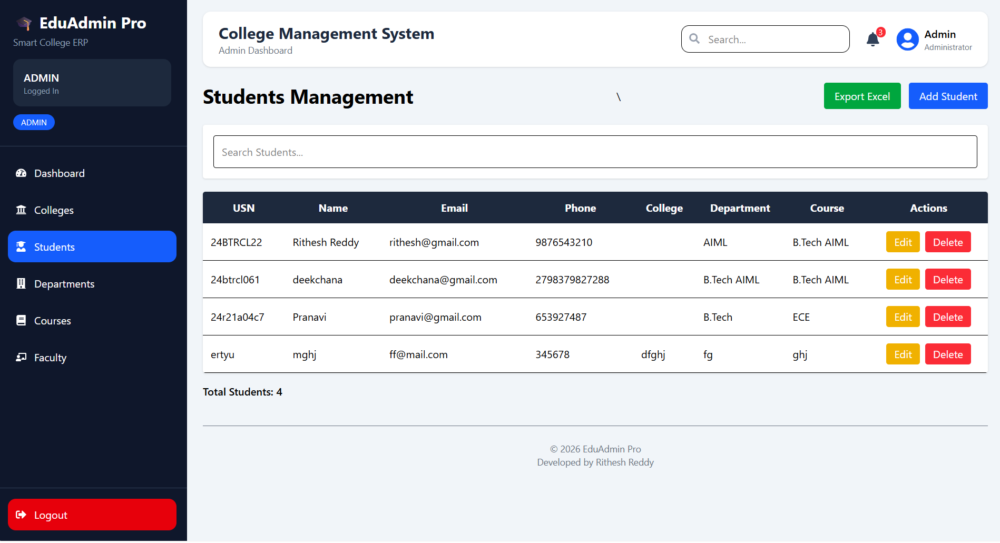 EduAdmin Pro
Smart College ERP
ADMIN
Logged In
ADMIN
Dashboard
Colleges
Students
Departments
Courses
Faculty
Logout
College Management System
Admin Dashboard
Search...
3
Admin
Administrator
Students Management
\
Export Excel
Add Student
Search Students...
USN Name Email Phone College Department Course Actions
24BTRCL22 Rithesh Reddy rithesh@gmail.com 9876543210 AIML B.Tech AIML Edit Delete
24btrcl061 deekchana deekchana@gmail.com 2798379827288 B.Tech AIML B.Tech AIML Edit Delete
24r21a04c7 Pranavi pranavi@gmail.com 653927487 B.Tech ECE Edit Delete
ertyu mghj ff@mail.com 345678 dfghj fg ghj Edit Delete
Total Students: 4
© 2026 EduAdmin Pro
Developed by Rithesh Reddy